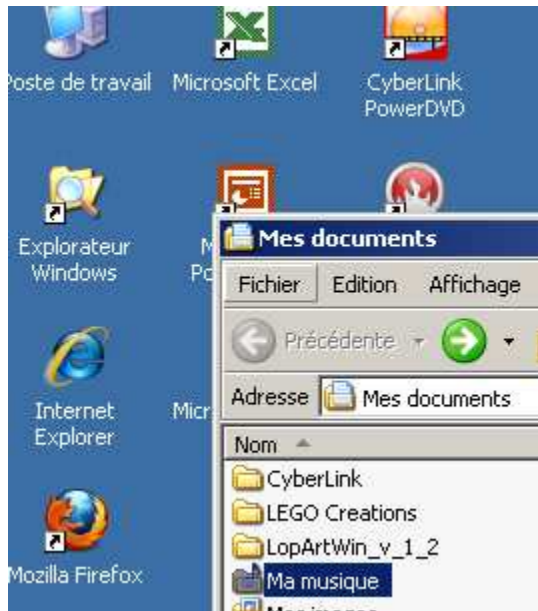 Poste de travail
Microsoft Excel
CyberLink
PowerDVD
Explorateur
Windows
Internet
Explorer
Mozilla Firefox
Mes documents
Fichier Edition Affichage
Précédente
Adresse Mes documents
Nom
CyberLink
LEGO Creations
LopArtWin_v_1_2
Ma musique